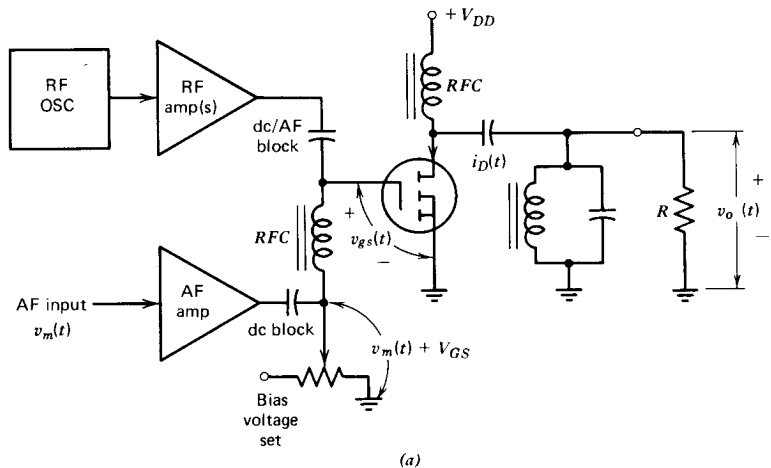 + V_DD
RF
OSC
RF
amp(s)
RFC
dc/AF
block
i_D(t)
+
RFC
v_gs(t)
−
R
+
v_o (t)
−
AF input
v_m(t)
AF
amp
dc block
v_m(t) + V_GS
Bias
voltage
set
(a)